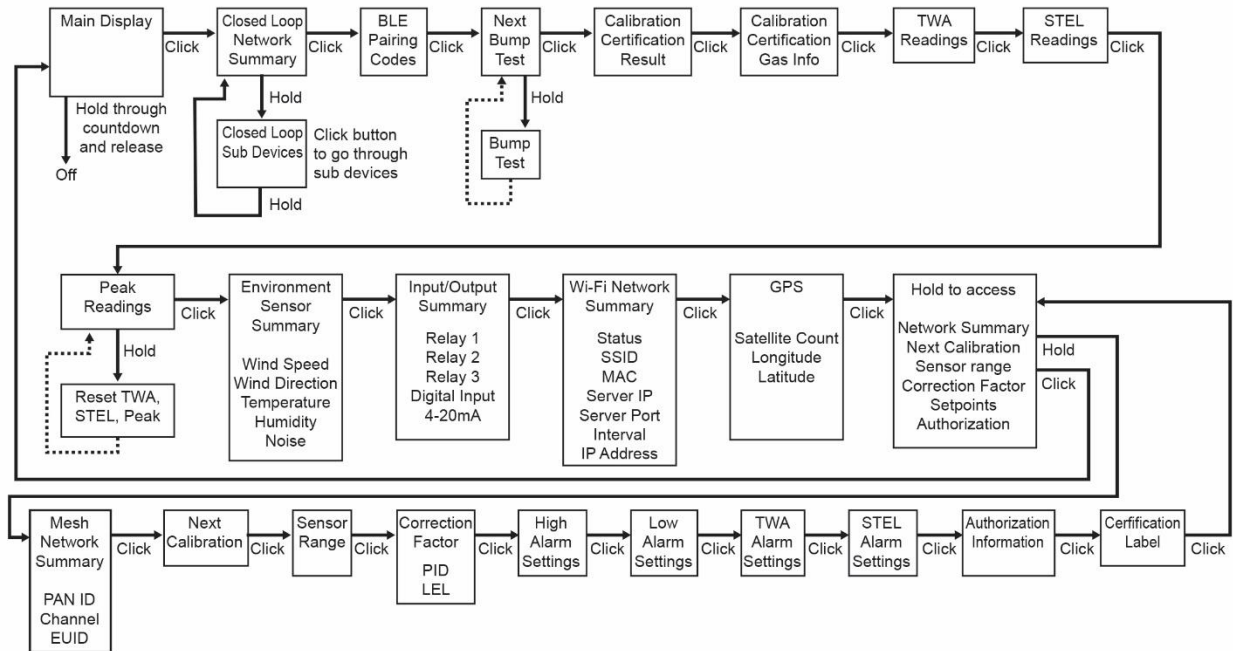 Main Display
Click
Closed Loop
Network
Summary
Click
BLE
Pairing
Codes
Click
Next
Bump
Test
Click
Calibration
Certification
Result
Click
Calibration
Certification
Gas Info
Click
TWA
Readings
Click
STEL
Readings
Click
Hold through
countdown
and release
Off
Hold
Closed Loop
Sub Devices
Click button
to go through
sub devices
Hold
Hold
Bump
Test
Peak
Readings
Click
Hold
Reset TWA,
STEL, Peak
Environment
Sensor
Summary
Wind Speed
Wind Direction
Temperature
Humidity
Noise
Click
Input/Output
Summary
Relay 1
Relay 2
Relay 3
Digital Input
4-20mA
Click
Wi-Fi Network
Summary
Status
SSID
MAC
Server IP
Server Port
Interval
IP Address
Click
GPS
Satellite Count
Longitude
Latitude
Click
Hold to access
Network Summary
Next Calibration
Sensor range
Correction Factor
Setpoints
Authorization
Hold
Click
Mesh
Network
Summary
PAN ID
Channel
EUID
Click
Next
Calibration
Click
Sensor
Range
Click
Correction
Factor
PID
LEL
Click
High
Alarm
Settings
Click
Low
Alarm
Settings
Click
TWA
Alarm
Settings
Click
STEL
Alarm
Settings
Click
Authorization
Information
Click
Cerfification
Label
Click